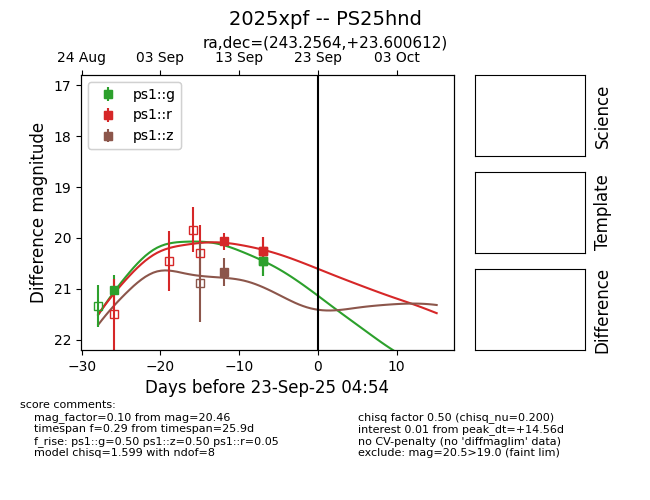 2025xpf -- PS25hnd
ra,dec=(243.2564,+23.600612)
24 Aug 03 Sep 13 Sep 23 Sep 03 Oct
17
18
19
20
21
22
Difference magnitude
ps1::g
ps1::r
ps1::z
−30 −20 −10 0 10
Days before 23-Sep-25 04:54
Science
Template
Difference
score comments:
mag_factor=0.10 from mag=20.46
timespan f=0.29 from timespan=25.9d
f_rise: ps1::g=0.50 ps1::z=0.50 ps1::r=0.05
model chisq=1.599 with ndof=8
chisq factor 0.50 (chisq_nu=0.200)
interest 0.01 from peak_dt=+14.56d
no CV-penalty (no 'diffmaglim' data)
exclude: mag=20.5>19.0 (faint lim)